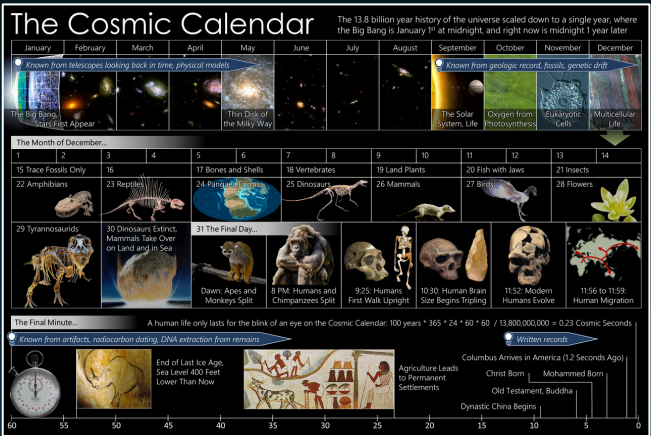 The Cosmic Calendar
The 13.8 billion year history of the universe scaled down to a single year, where
the Big Bang is January 1st at midnight, and right now is midnight 1 year later
January February March April May June July August September October November December
Known from telescopes looking back in time, physical models
Known from geologic record, fossils, genetic drift
The Big Bang,
Stars First Appear
Thin Disk of
the Milky Way
The Solar
System, Life
Oxygen from
Photosynthesis
Eukaryotic
Cells
Multicellular
Life
The Month of December...
1 2 3 4 5 6 7 8 9 10 11 12 13 14
15 Trace Fossils Only 16 17 Bones and Shells 18 Vertebrates 19 Land Plants 20 Fish with Jaws 21 Insects
22 Amphibians 23 Reptiles 24 Pangaea Forms 25 Dinosaurs 26 Mammals 27 Birds 28 Flowers
29 Tyrannosaurids
30 Dinosaurs Extinct,
Mammals Take Over
on Land and in Sea
31 The Final Day...
Dawn: Apes and
Monkeys Split
8 PM: Humans and
Chimpanzees Split
9:25: Humans
First Walk Upright
10:30: Human Brain
Size Begins Tripling
11:52: Modern
Humans Evolve
11:56 to 11:59:
Human Migration
The Final Minute...
A human life only lasts for the blink of an eye on the Cosmic Calendar: 100 years * 365 * 24 * 60 * 60 / 13,800,000,000 = 0.23 Cosmic Seconds
Known from artifacts, radiocarbon dating, DNA extraction from remains
Written records
End of Last Ice Age,
Sea Level 400 Feet
Lower Than Now
Agriculture Leads
to Permanent
Settlements
Columbus Arrives in America (1.2 Seconds Ago)
Christ Born
Mohammed Born
Old Testament, Buddha
Dynastic China Begins
60 55 50 45 40 35 30 25 20 15 10 5 0